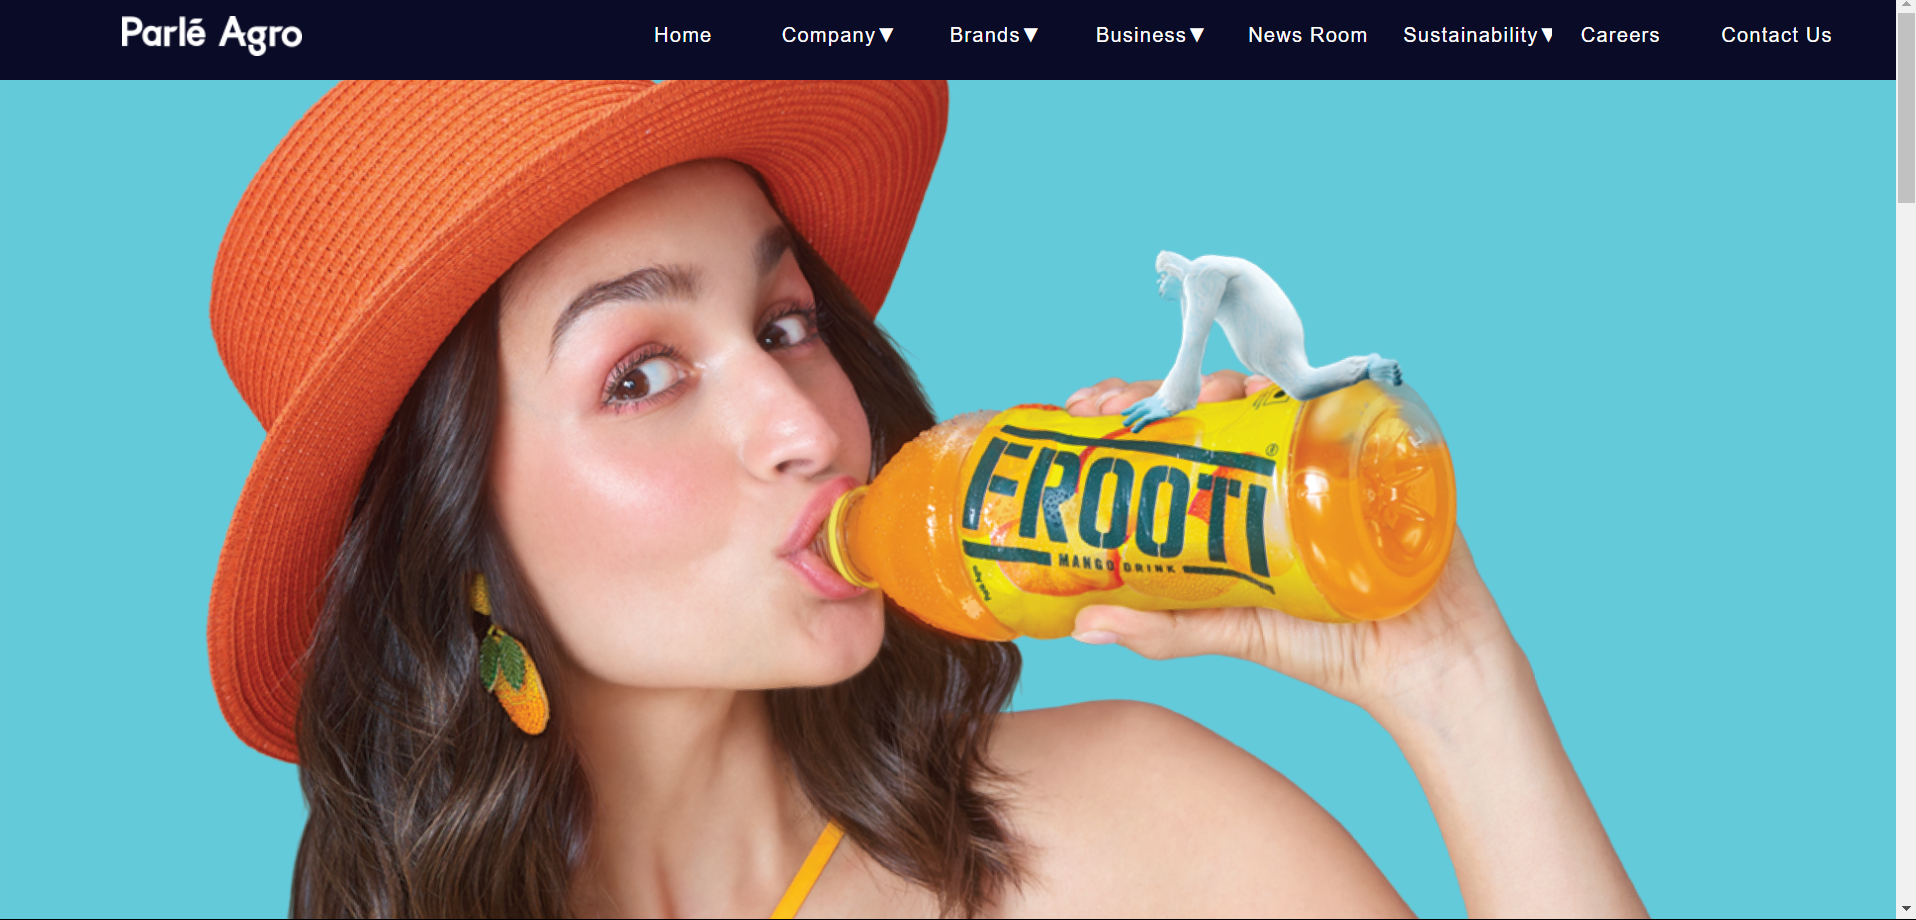 Parlé Agro
Home Company▼ Brands▼ Business▼ News Room Sustainability▼ Careers Contact Us
FROOTI
MANGO DRINK